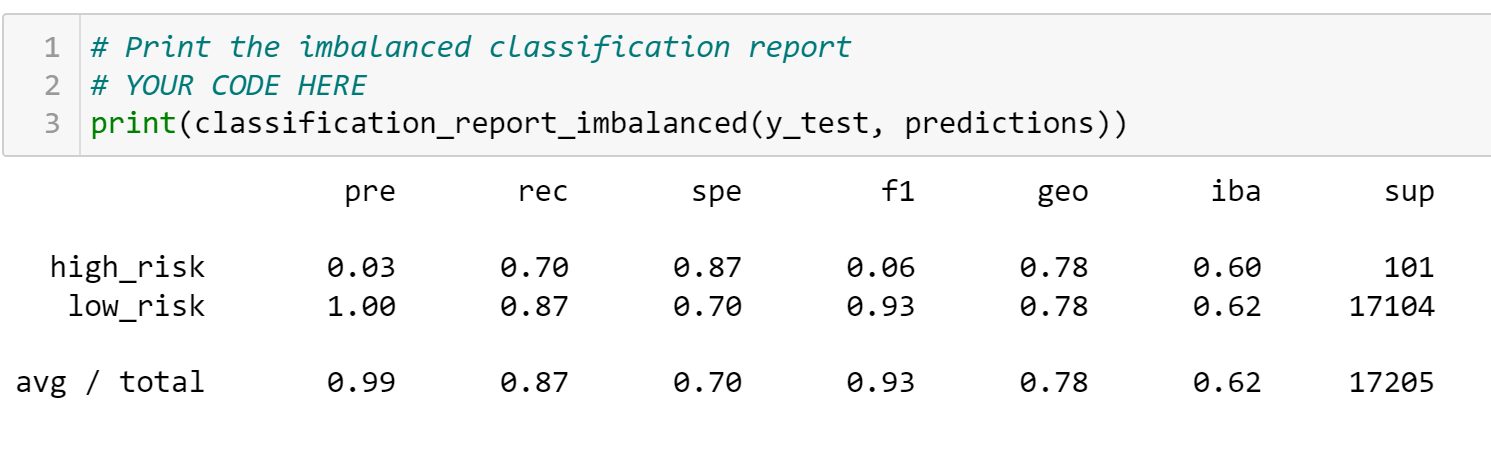 1 # Print the imbalanced classification report
2 # YOUR CODE HERE
3 print(classification_report_imbalanced(y_test, predictions))
pre rec spe f1 geo iba sup
high_risk 0.03 0.70 0.87 0.06 0.78 0.60 101
low_risk 1.00 0.87 0.70 0.93 0.78 0.62 17104
avg / total 0.99 0.87 0.70 0.93 0.78 0.62 17205